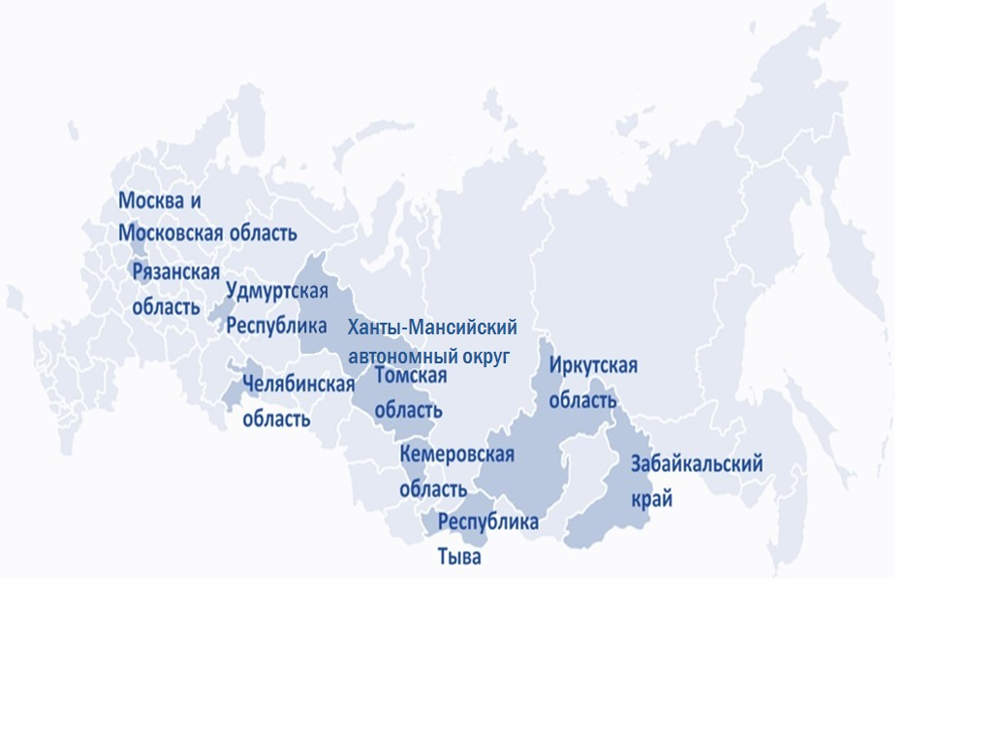 Москва и
Московская область
Рязанская
область
Удмуртская
Республика
Ханты-Мансийский
автономный округ
Томская
область
Челябинская
область
Иркутская
область
Кемеровская
область
Забайкальский
край
Республика
Тыва